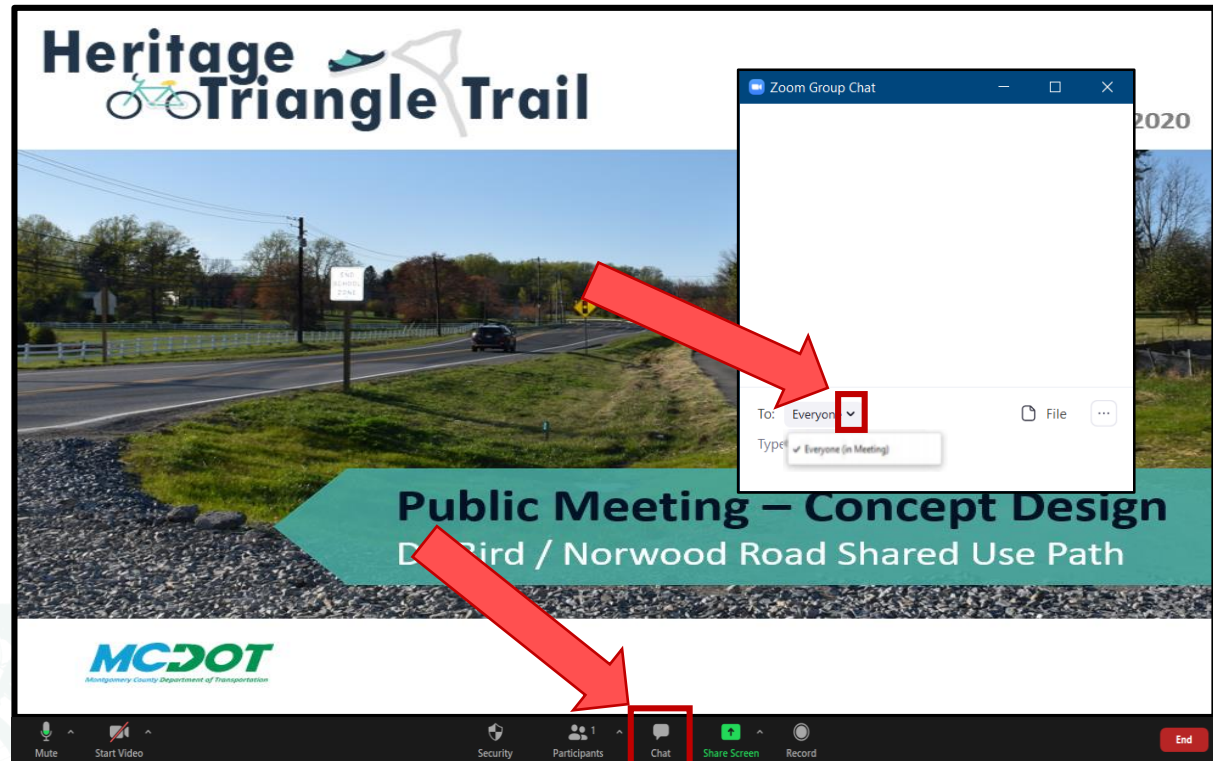 Heritage
Triangle Trail
2020
Zoom Group Chat
END
SCHOOL
ZONE
To: Everyon
File
Type
✓ Everyone (in Meeting)
Public Meeting – Concept Design
D Bird / Norwood Road Shared Use Path
MCDOT
Montgomery County Department of Transportation
Mute
Start Video
Security
Participants
1
Chat
Share Screen
Record
End